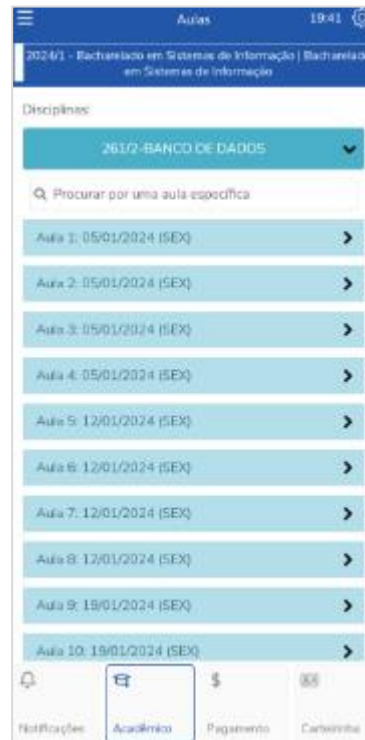 Aulas 19:41
2024/1 - Bacharelado em Sistemas de Informação | Bacharelado
em Sistemas de Informação
Disciplinas:
261/2-BANCO DE DADOS
Procurar por uma aula específica
Aula 1: 05/01/2024 (SEX)
Aula 2: 05/01/2024 (SEX)
Aula 3: 05/01/2024 (SEX)
Aula 4: 05/01/2024 (SEX)
Aula 5: 12/01/2024 (SEX)
Aula 6: 12/01/2024 (SEX)
Aula 7: 12/01/2024 (SEX)
Aula 8: 12/01/2024 (SEX)
Aula 9: 19/01/2024 (SEX)
Aula 10: 19/01/2024 (SEX)
Notificações Acadêmico Pagamento Carteirinha